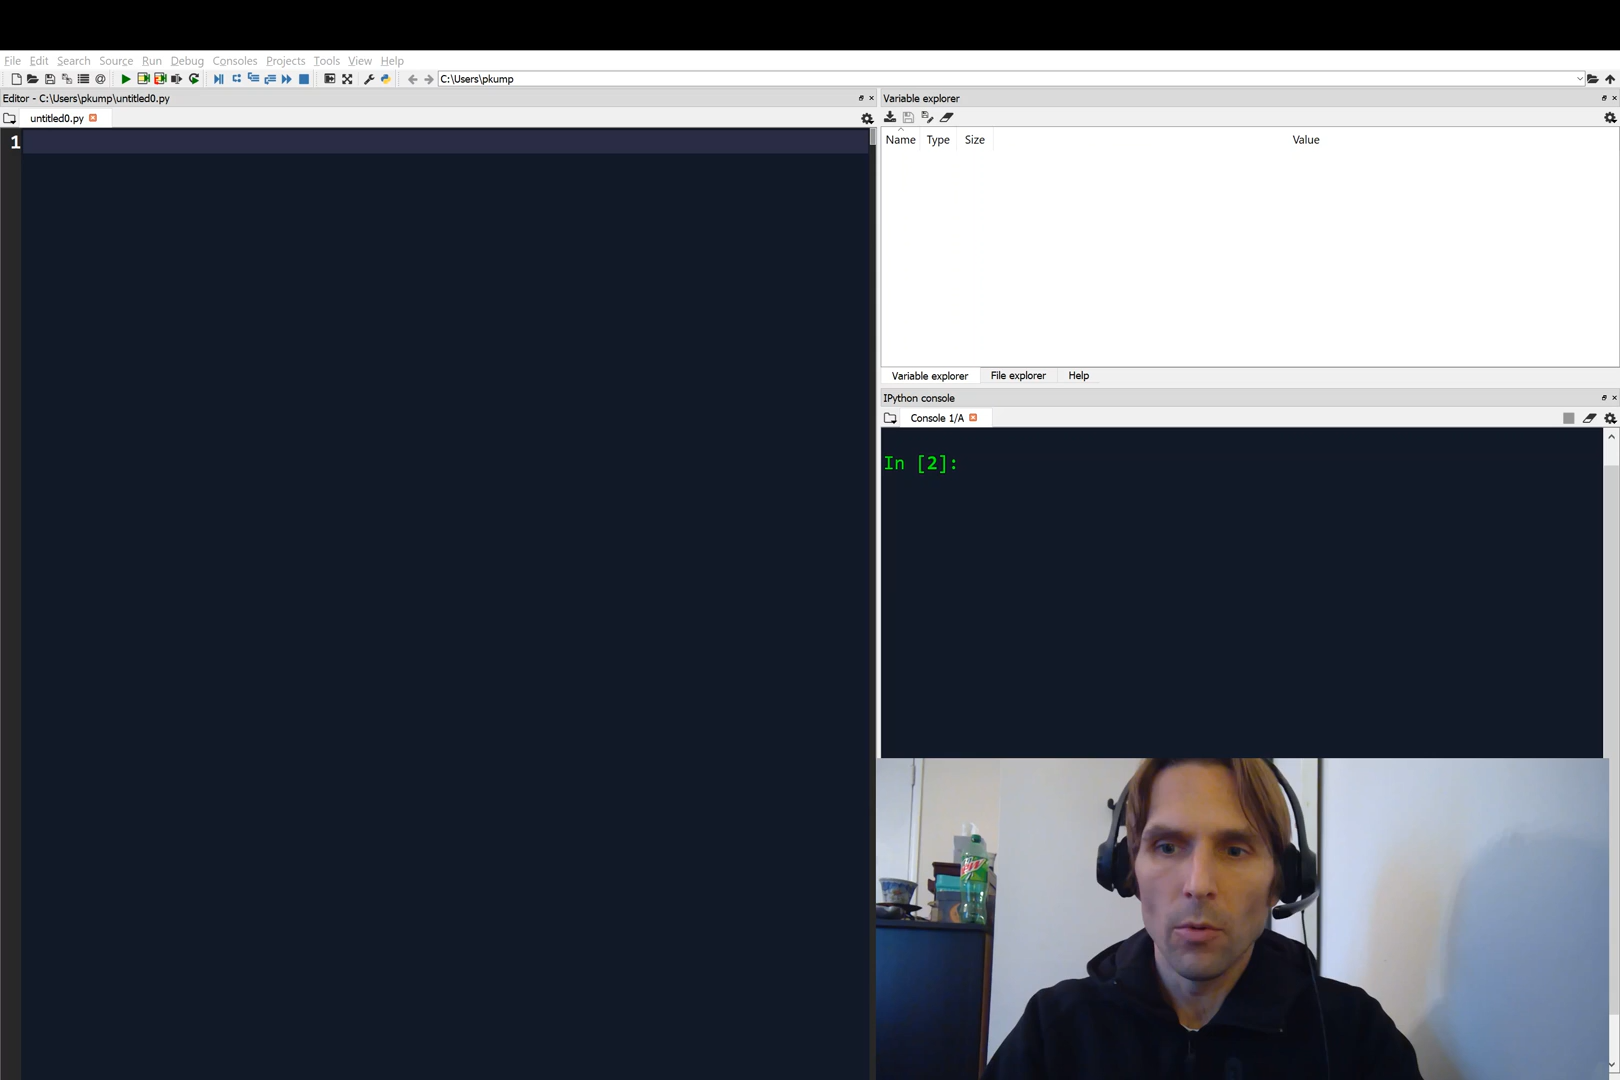 File Edit Search Source Run Debug Consoles Projects Tools View Help
C:\Users\pkump
Editor - C:\Users\pkump\untitled0.py
untitled0.py
1
Variable explorer
Name Type Size Value
Variable explorer File explorer Help
IPython console
Console 1/A
In [2]: